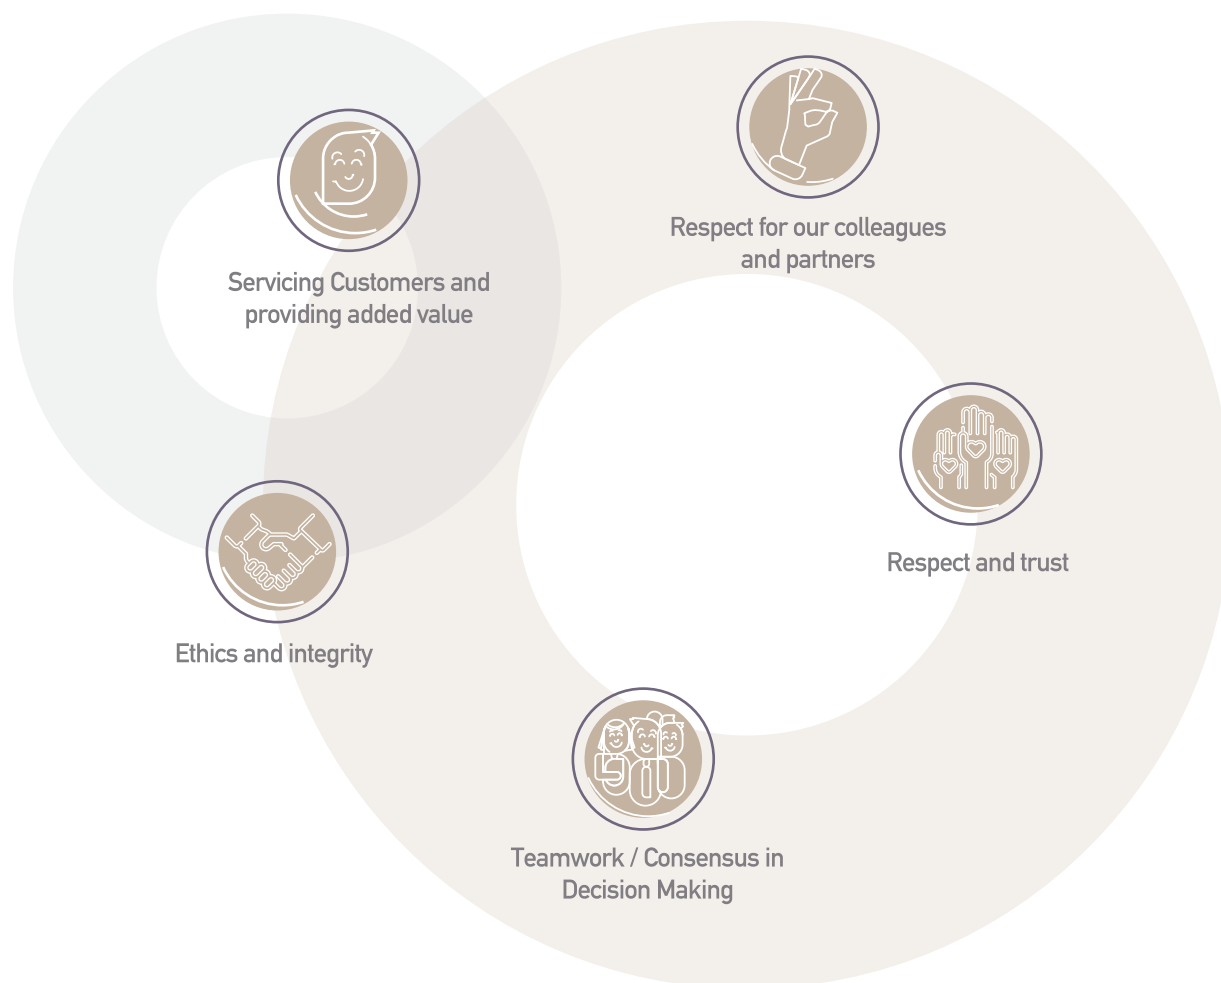 Respect for our colleagues
and partners
Servicing Customers and
providing added value
Respect and trust
Ethics and integrity
Teamwork / Consensus in
Decision Making